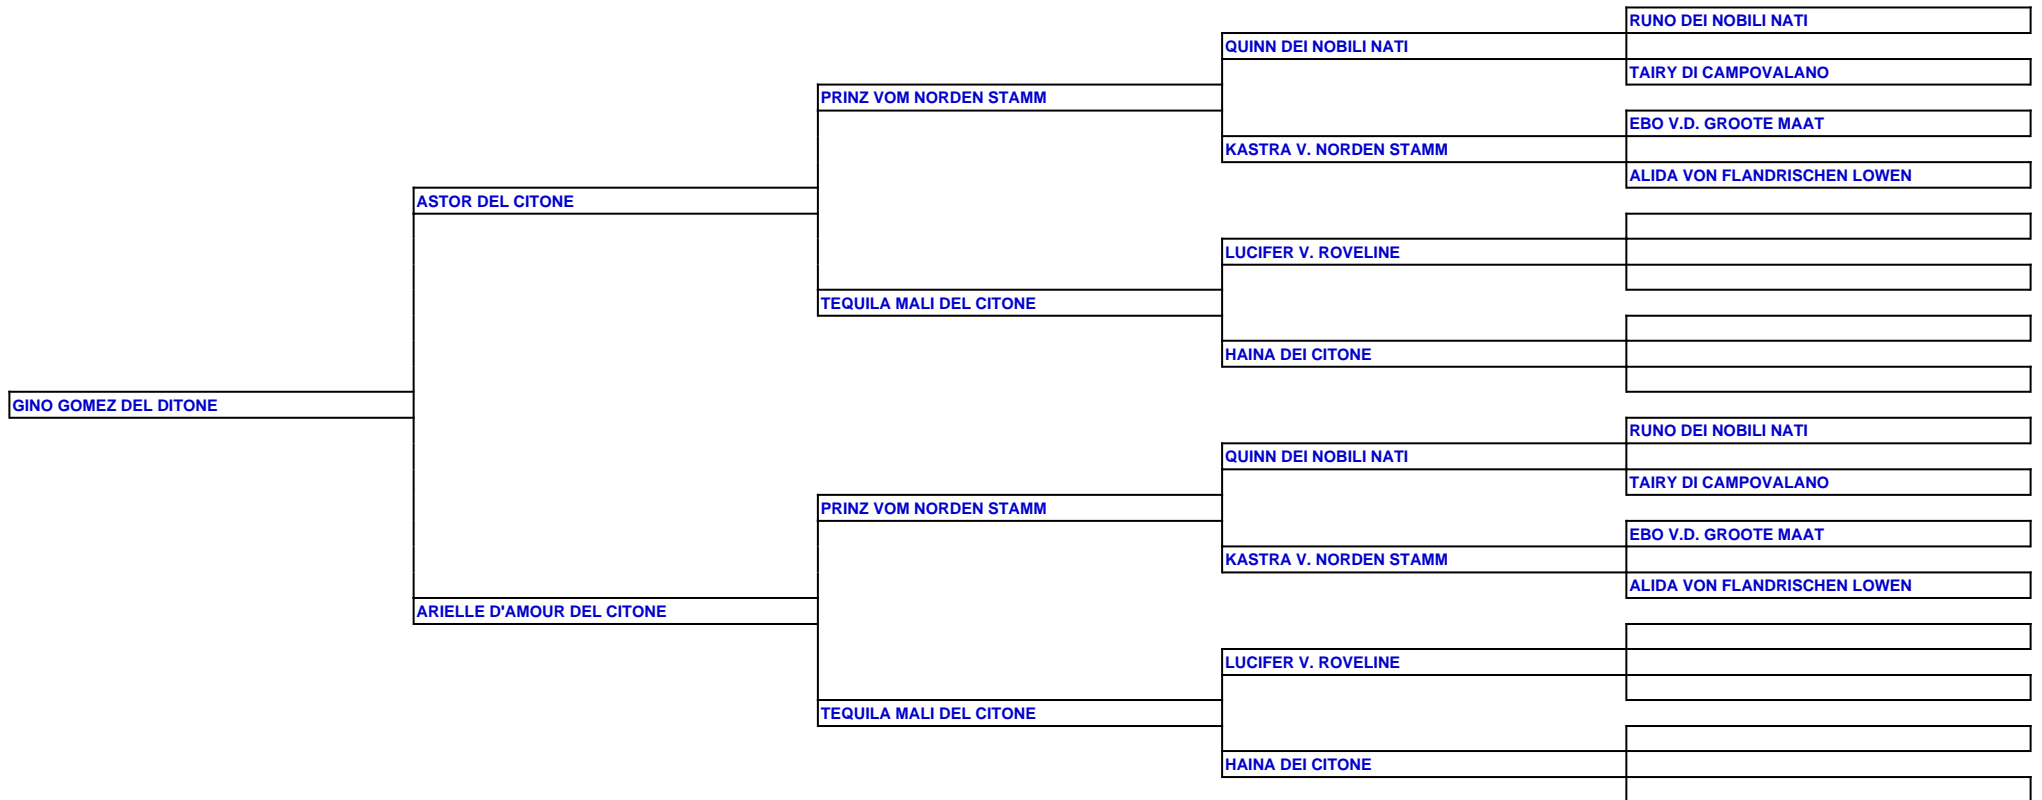 RUNO DEI NOBILI NATI
QUINN DEI NOBILI NATI
TAIRY DI CAMPOVALANO
PRINZ VOM NORDEN STAMM
EBO V.D. GROOTE MAAT
KASTRA V. NORDEN STAMM
ALIDA VON FLANDRISCHEN LOWEN
ASTOR DEL CITONE
LUCIFER V. ROVELINE
TEQUILA MALI DEL CITONE
HAINA DEI CITONE
GINO GOMEZ DEL DITONE
RUNO DEI NOBILI NATI
QUINN DEI NOBILI NATI
TAIRY DI CAMPOVALANO
PRINZ VOM NORDEN STAMM
EBO V.D. GROOTE MAAT
KASTRA V. NORDEN STAMM
ALIDA VON FLANDRISCHEN LOWEN
ARIELLE D'AMOUR DEL CITONE
LUCIFER V. ROVELINE
TEQUILA MALI DEL CITONE
HAINA DEI CITONE